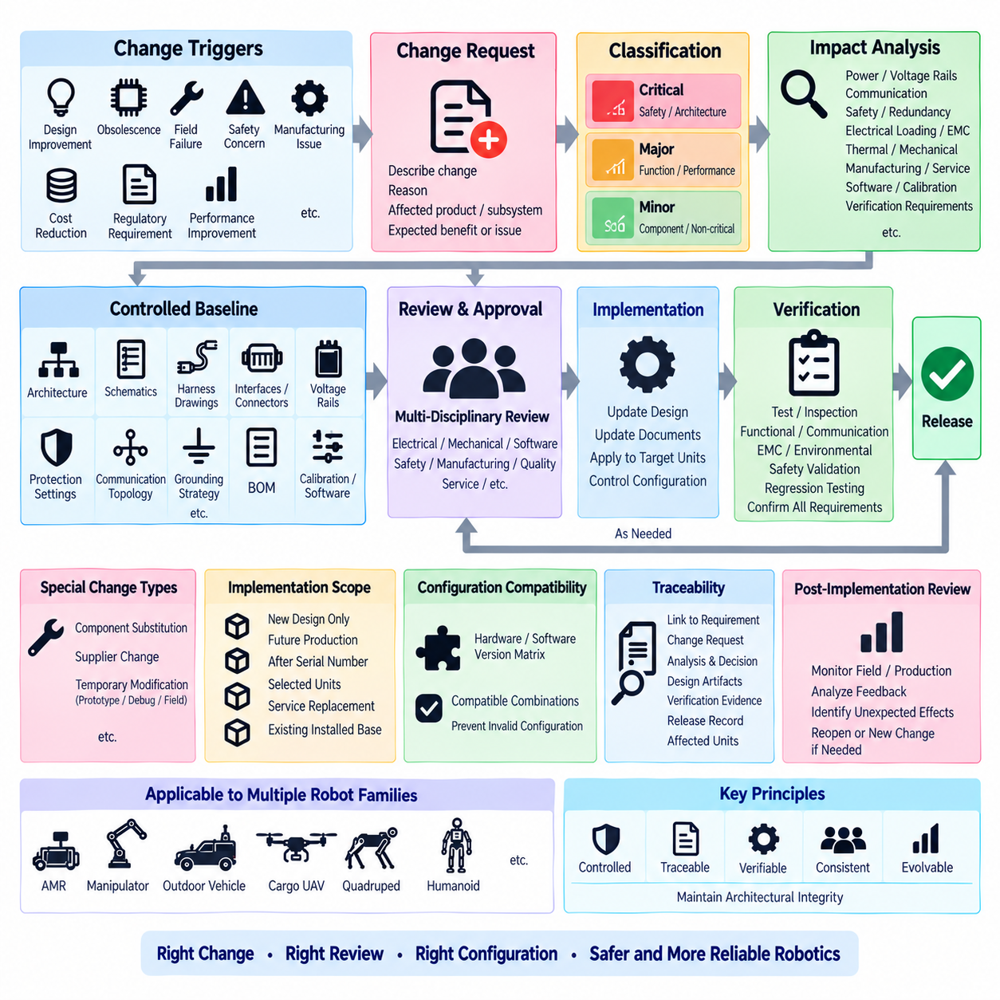 Change Triggers
Design
Improvement
Obsolescence
Field
Failure
Safety
Concern
Manufacturing
Issue
Cost
Reduction
Regulatory
Requirement
Performance
Improvement
etc.
Change Request
Describe change
Reason
Affected product / subsystem
Expected benefit or issue
Classification
Critical
Safety / Architecture
Major
Function / Performance
Minor
Component / Non-critical
Impact Analysis
Power / Voltage Rails
Communication
Safety / Redundancy
Electrical Loading / EMC
Thermal / Mechanical
Manufacturing / Service
Software / Calibration
Verification Requirements
etc.
Controlled Baseline
Architecture
Schematics
Harness
Drawings
Interfaces /
Connectors
Voltage
Rails
Protection
Settings
Communication
Topology
Grounding
Strategy
BOM
Calibration /
Software
etc.
Review & Approval
Multi-Disciplinary Review
Electrical / Mechanical / Software
Safety / Manufacturing / Quality
Service / etc.
Implementation
Update Design
Update Documents
Apply to Target Units
Control Configuration
Verification
Test / Inspection
Functional / Communication
EMC / Environmental
Safety Validation
Regression Testing
Confirm All Requirements
Release
As Needed
Special Change Types
Component Substitution
Supplier Change
Temporary Modification
(Prototype / Debug / Field)
etc.
Implementation Scope
New Design Only
Future Production
After Serial Number
Selected Units
Service Replacement
Existing Installed Base
Configuration Compatibility
Hardware / Software
Version Matrix
Compatible Combinations
Prevent Invalid Configuration
Traceability
Link to Requirement
Change Request
Analysis & Decision
Design Artifacts
Verification Evidence
Release Record
Affected Units
Post-Implementation Review
Monitor Field / Production
Analyze Feedback
Identify Unexpected Effects
Reopen or New Change
if Needed
Applicable to Multiple Robot Families
AMR
Manipulator
Outdoor Vehicle
Cargo UAV
Quadruped
Humanoid
etc.
Key Principles
Controlled
Traceable
Verifiable
Consistent
Evolvable
Maintain Architectural Integrity
Right Change • Right Review • Right Configuration • Safer and More Reliable Robotics